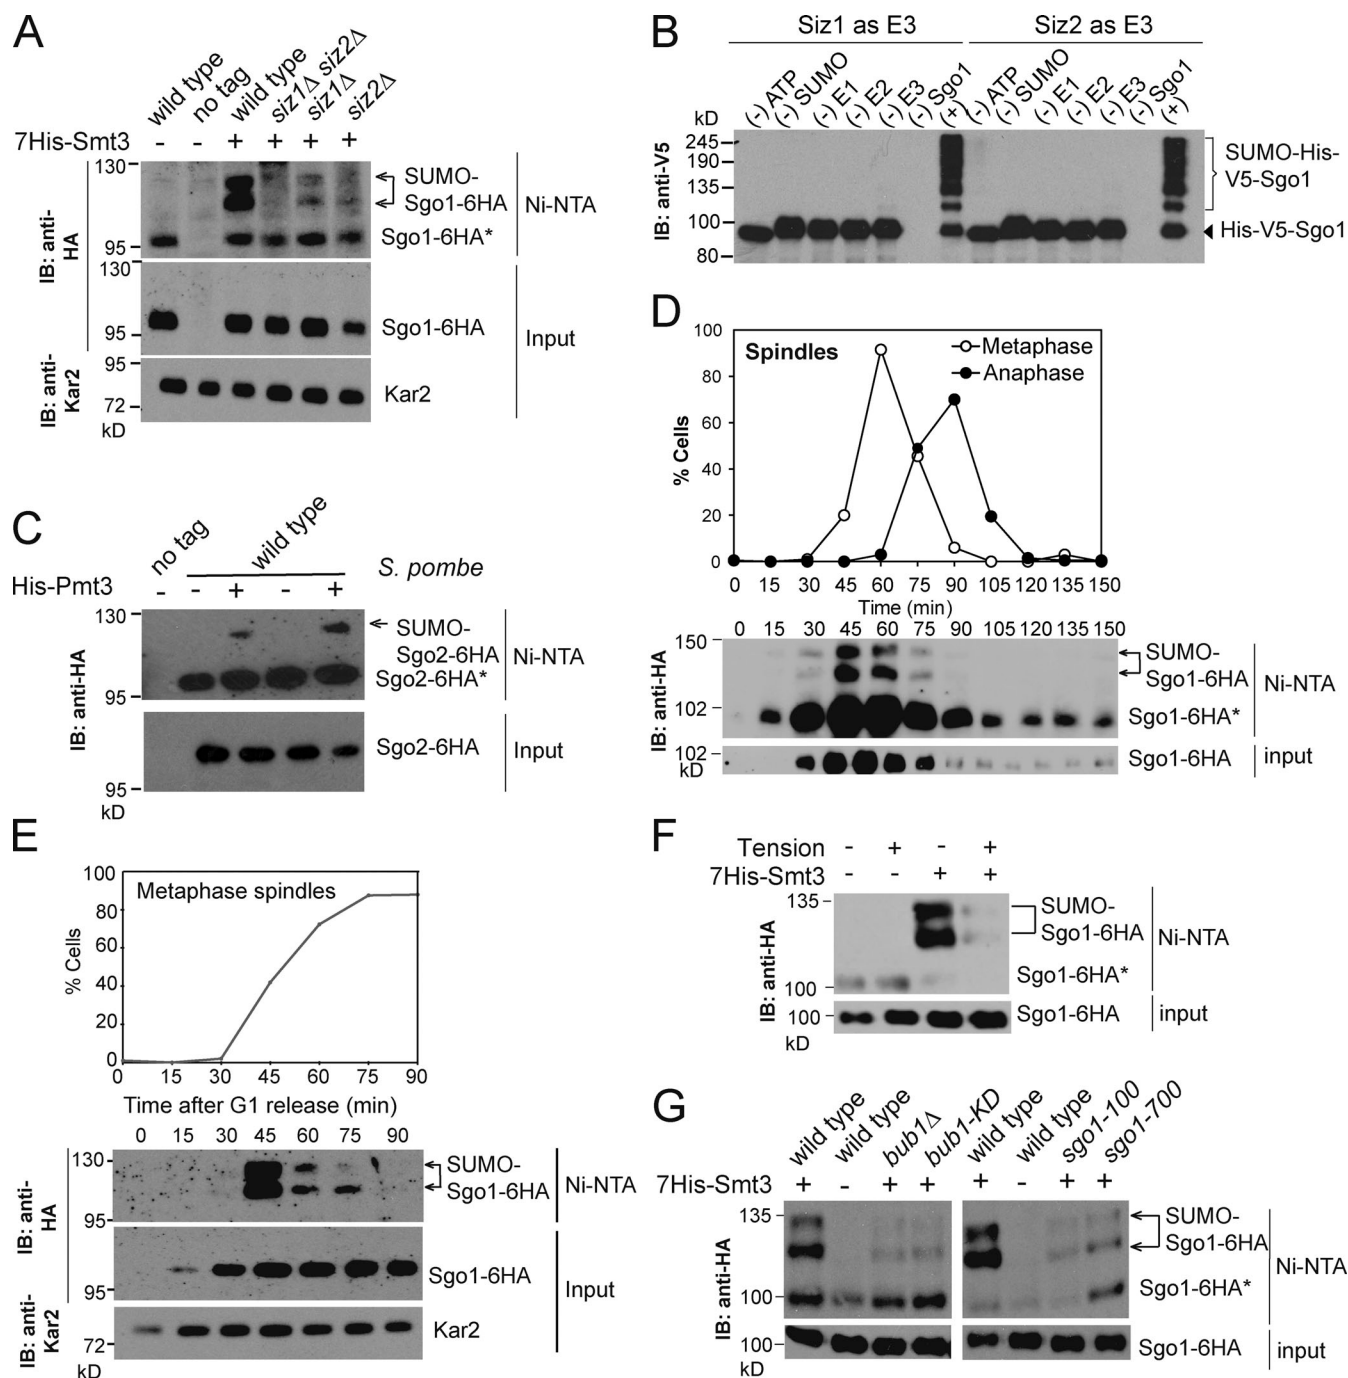 A
wild type
no tag
wild type
siz1Δ siz2Δ
siz1Δ
siz2Δ
7His-Smt3 - - + + + +
IB: anti-HA
130
95
SUMO-
Sgo1-6HA
Sgo1-6HA*
Ni-NTA
130
95
Sgo1-6HA
Input
IB: anti-Kar2
95
72
kD
Kar2
B
Siz1 as E3 Siz2 as E3
(-) ATP
(-) SUMO
(-) E1
(-) E2
(-) E3
(-) Sgo1
(+)
(-) ATP
(-) SUMO
(-) E1
(-) E2
(-) E3
(-) Sgo1
(+)
kD
IB: anti-V5
245
190
135
100
80
SUMO-His-
V5-Sgo1
His-V5-Sgo1
C
no tag
wild type
S. pombe
His-Pmt3 - - + - +
IB: anti-HA
130
95
SUMO-
Sgo2-6HA
Sgo2-6HA*
Ni-NTA
Sgo2-6HA
Input
95
kD
D
Spindles
Metaphase
Anaphase
% Cells
100
80
60
40
20
0
0 15 30 45 60 75 90 105 120 135 150
Time (min)
0 15 30 45 60 75 90 105 120 135 150
IB: anti-HA
150
102
SUMO-
Sgo1-6HA
Sgo1-6HA*
Ni-NTA
102
kD
Sgo1-6HA
input
E
Metaphase spindles
% Cells
100
80
60
40
20
0
0 15 30 45 60 75 90
Time after G1 release (min)
0 15 30 45 60 75 90
IB: anti-HA
130
95
SUMO-
Sgo1-6HA
Ni-NTA
95
Sgo1-6HA
Input
IB: anti-Kar2
72
kD
Kar2
F
Tension - + - +
7His-Smt3 - - + +
IB: anti-HA
135
100
SUMO-
Sgo1-6HA
Sgo1-6HA*
Ni-NTA
100
kD
Sgo1-6HA
input
G
wild type
wild type
bub1Δ
bub1-KD
wild type
wild type
sgo1-100
sgo1-700
7His-Smt3 + - + + + - + +
IB: anti-HA
135
100
SUMO-
Sgo1-6HA
Sgo1-6HA*
Ni-NTA
100
kD
Sgo1-6HA
input